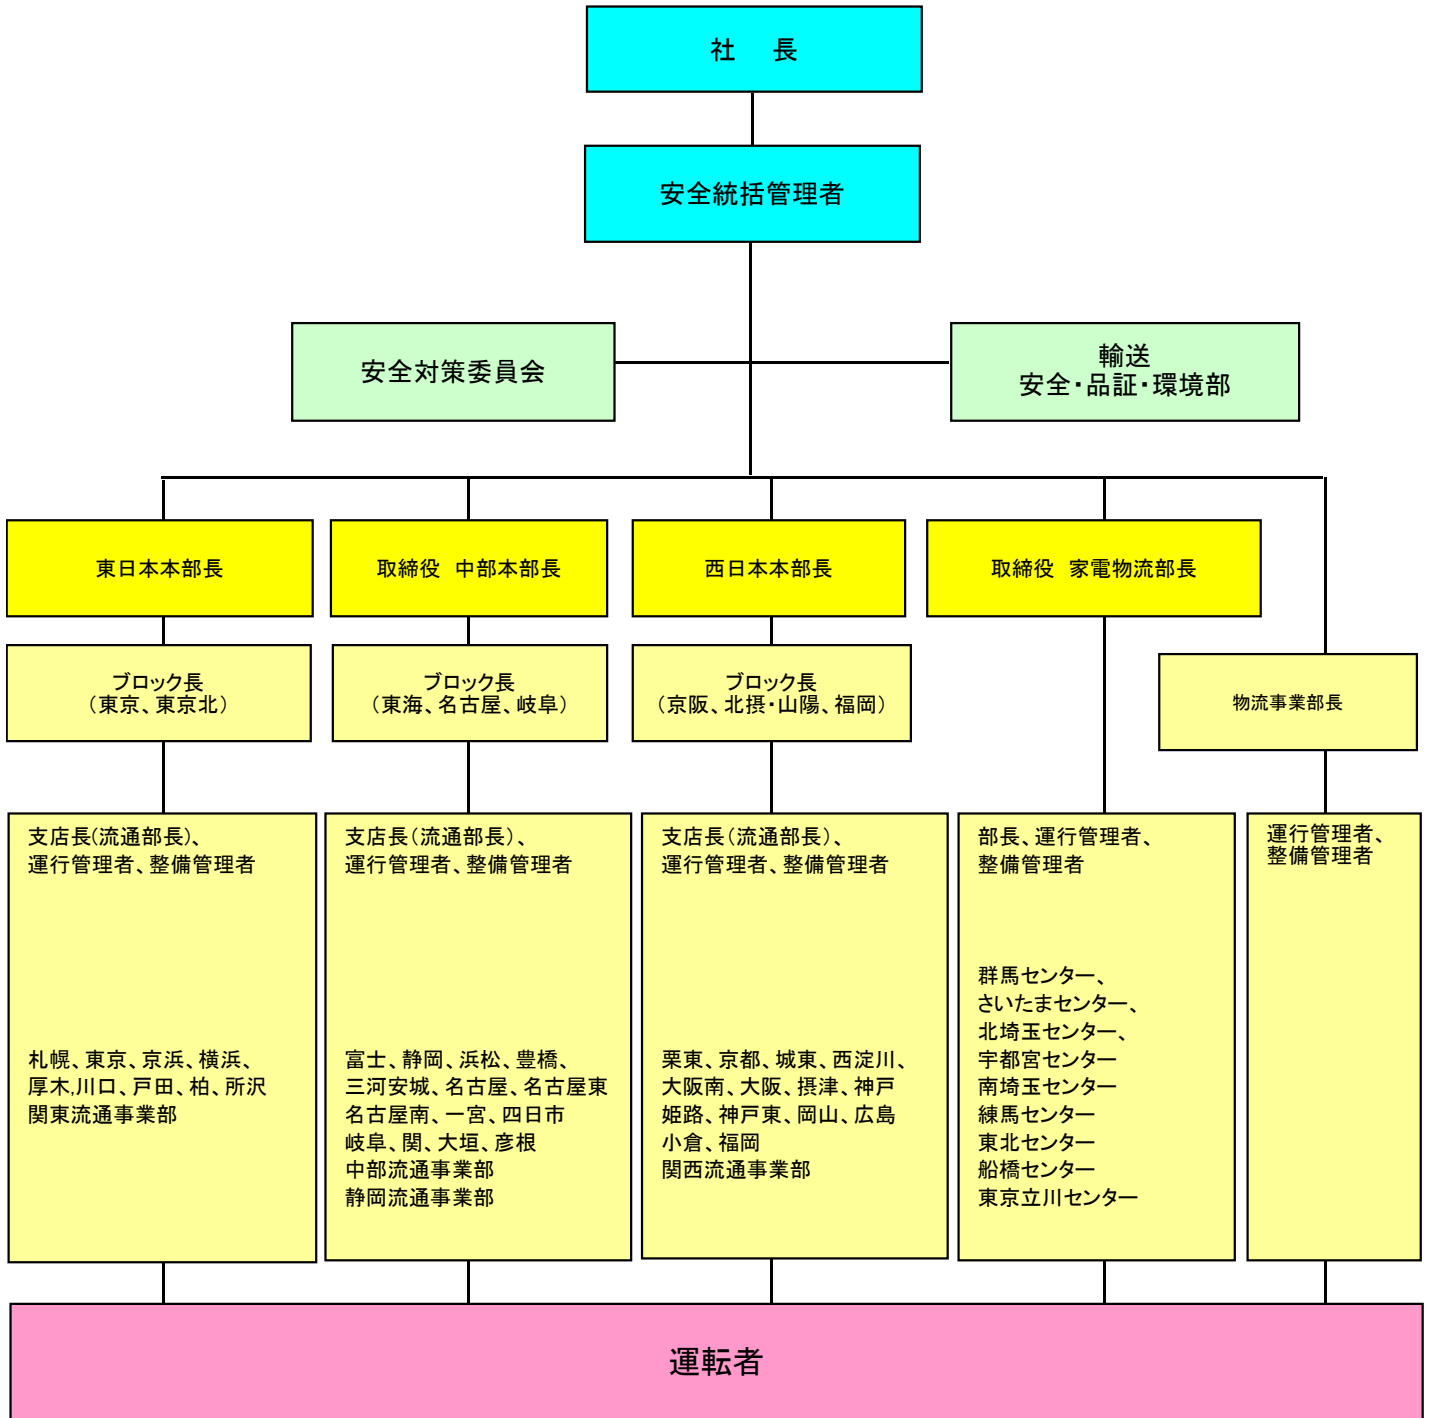 社　長
安全統括管理者
安全対策委員会
輸送
安全・品証・環境部
東日本本部長
取締役　中部本部長
西日本本部長
取締役　家電物流部長
ブロック長
（東京、東京北）
ブロック長
（東海、名古屋、岐阜）
ブロック長
（京阪、北摂・山陽、福岡）
物流事業部長
支店長(流通部長)、
運行管理者、整備管理者
札幌、東京、京浜、横浜、
厚木,川口、戸田、柏、所沢
関東流通事業部
支店長（流通部長）、
運行管理者、整備管理者
富士、静岡、浜松、豊橋、
三河安城、名古屋、名古屋東
名古屋南、一宮、四日市
岐阜、関、大垣、彦根
中部流通事業部
静岡流通事業部
支店長（流通部長）、
運行管理者、整備管理者
栗東、京都、城東、西淀川、
大阪南、大阪、摂津、神戸
姫路、神戸東、岡山、広島
小倉、福岡
関西流通事業部
部長、運行管理者、
整備管理者
群馬センター、
さいたまセンター、
北埼玉センター、
宇都宮センター
南埼玉センター
練馬センター
東北センター
船橋センター
東京立川センター
運行管理者、
整備管理者
運転者